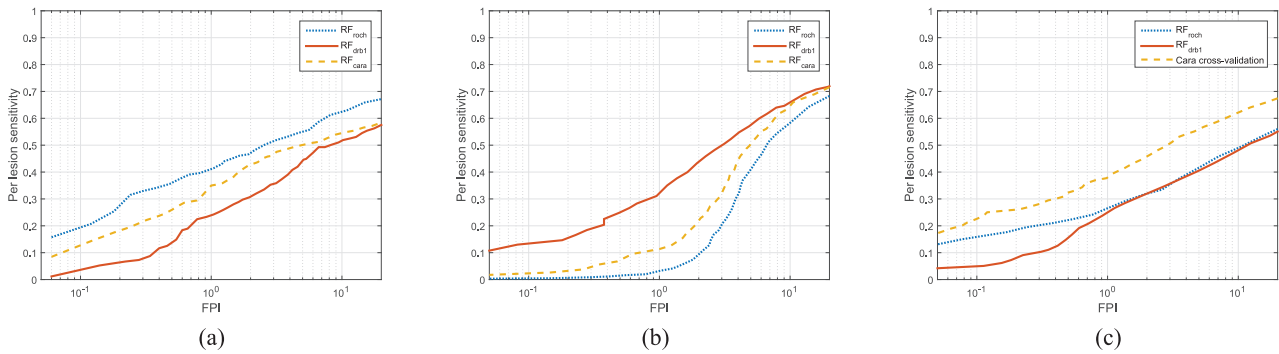 1
0.9
0.8
0.7
0.6
0.5
0.4
0.3
0.2
0.1
0
Per lesion sensitivity
10-1
100
101
FPI
RFroch
RFdrb1
RFcara
(a)
1
0.9
0.8
0.7
0.6
0.5
0.4
0.3
0.2
0.1
0
Per lesion sensitivity
10-1
100
101
FPI
RFroch
RFdrb1
RFcara
(b)
1
0.9
0.8
0.7
0.6
0.5
0.4
0.3
0.2
0.1
0
Per lesion sensitivity
10-1
100
101
FPI
RFroch
RFdrb1
Cara cross-validation
(c)